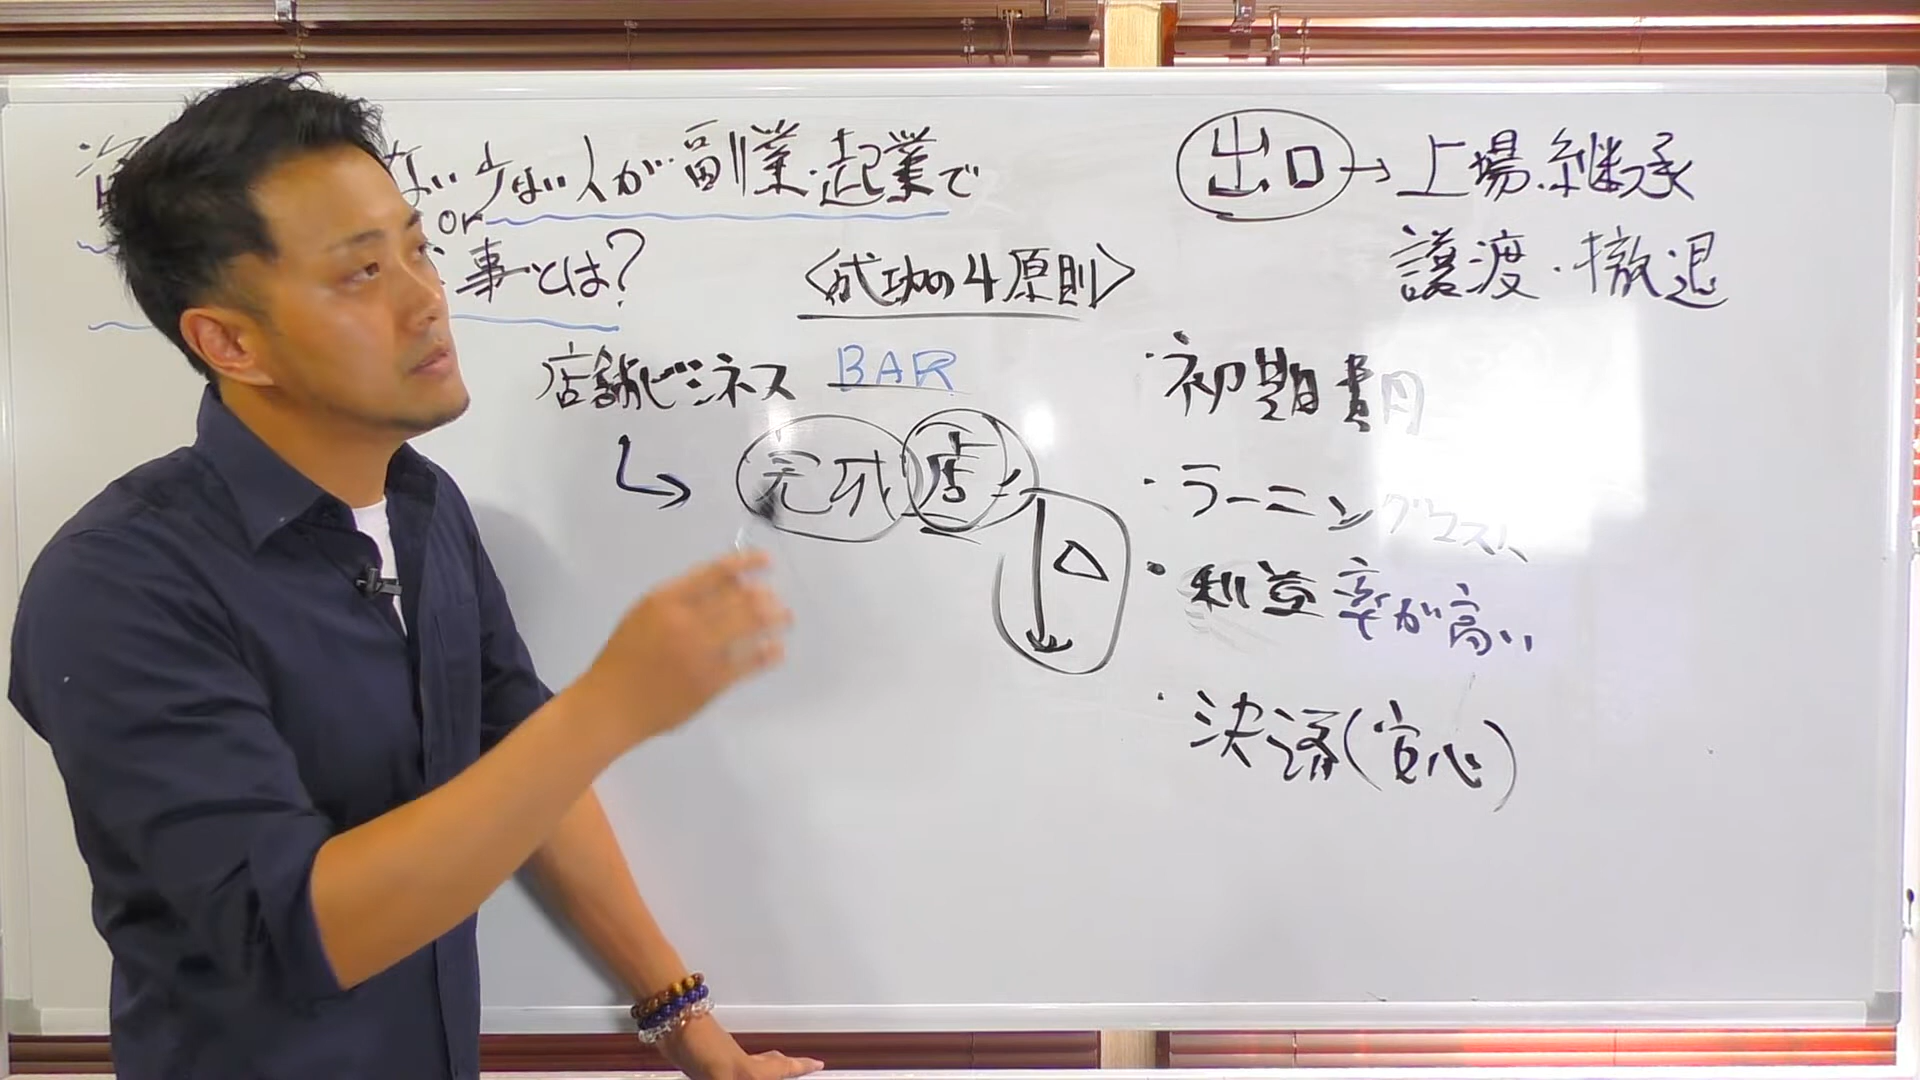 ない 少ない人が副業・起業で
or
事とは?
出口→上場・継承
譲渡・撤退
〈成功の4原則〉
店舗ビジネス BAR
完成店
・初期費用
・ラーニングコスト
・利益率が高い
・決済(安心)